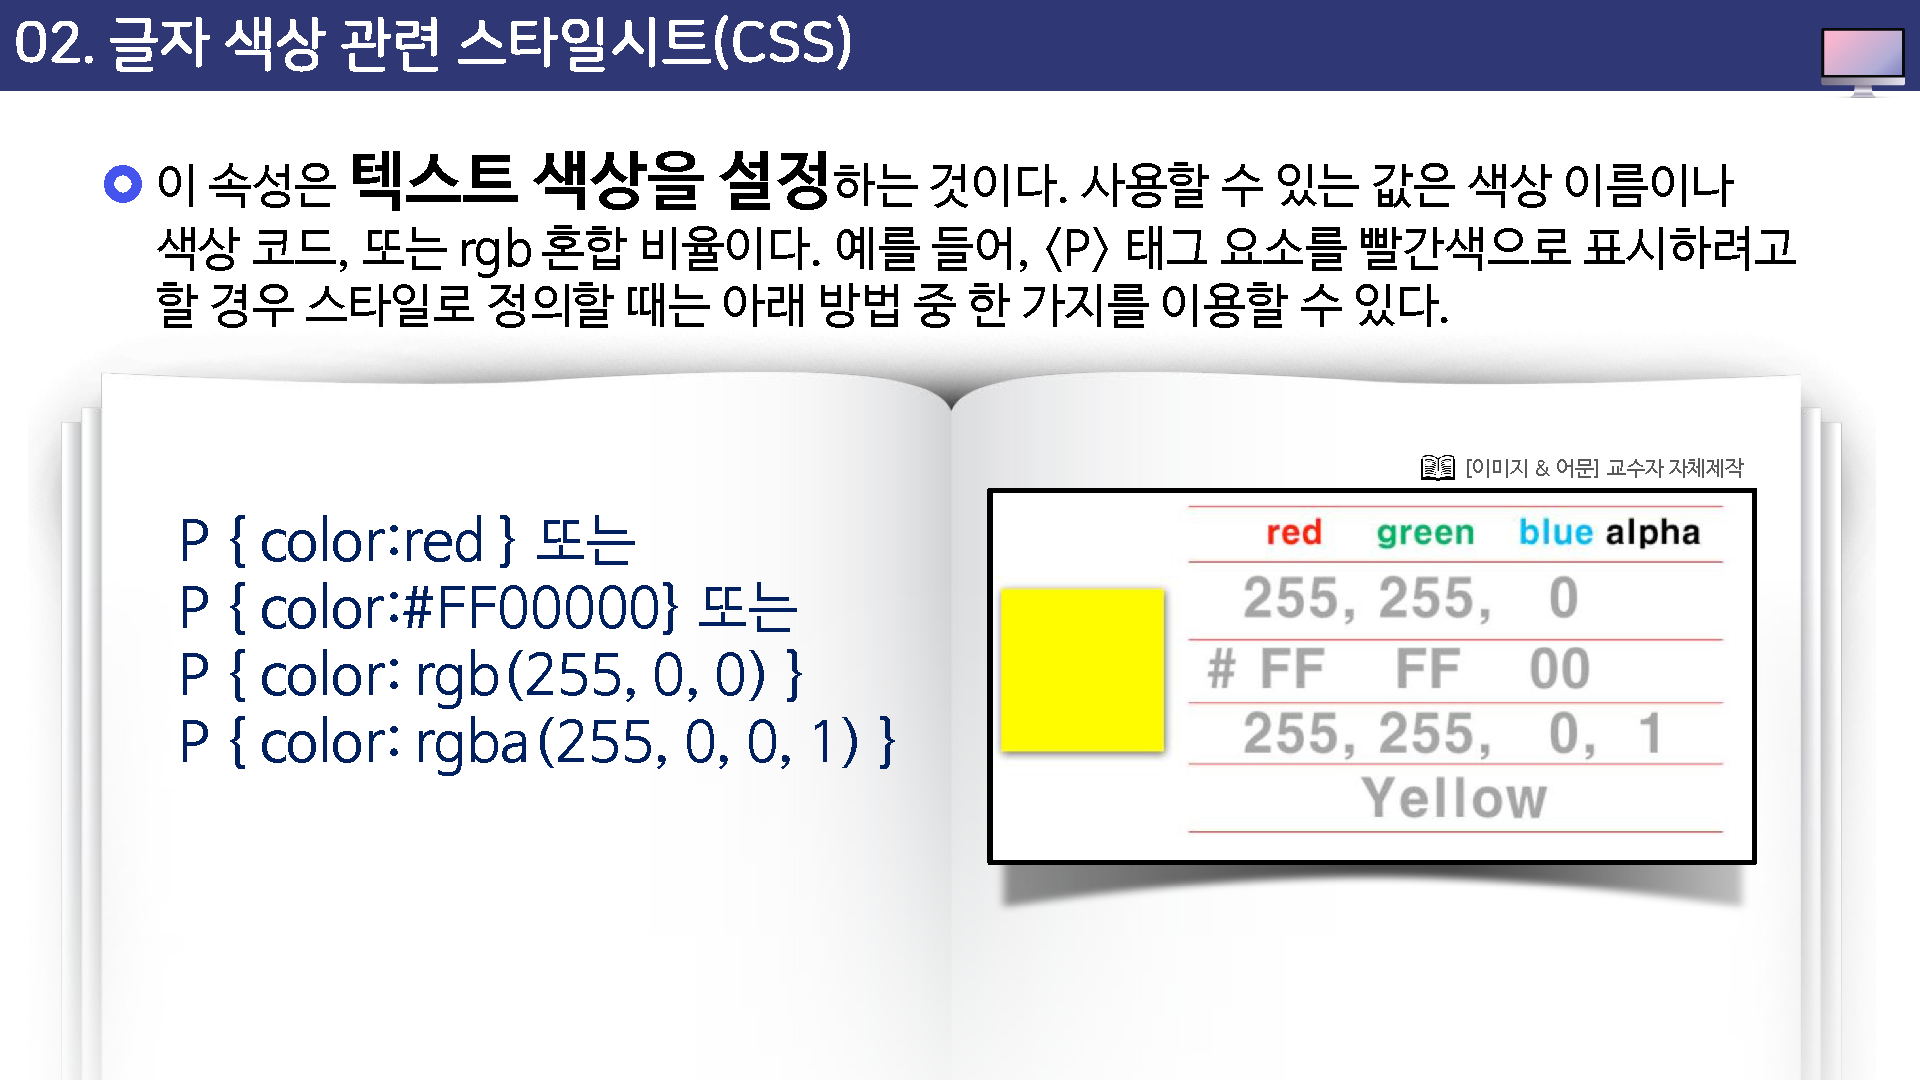 02. 글자 색상 관련 스타일시트(CSS)
이 속성은 텍스트 색상을 설정하는 것이다. 사용할 수 있는 값은 색상 이름이나
색상 코드, 또는 rgb 혼합 비율이다. 예를 들어, <P> 태그 요소를 빨간색으로 표시하려고
할 경우 스타일로 정의할 때는 아래 방법 중 한 가지를 이용할 수 있다.
P { color:red } 또는
P { color:#FF00000} 또는
P { color: rgb(255, 0, 0) }
P { color: rgba(255, 0, 0, 1) }
[이미지 & 어문] 교수자 자체제작
red green blue alpha
255, 255, 0
# FF FF 00
255, 255, 0, 1
Yellow